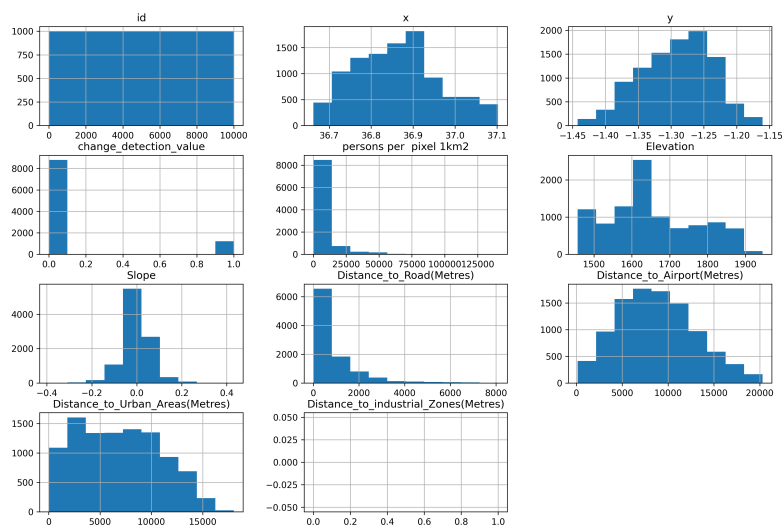 id x y
1000 750 500 250 0
1500 1000 500 0
2000 1500 1000 500 0
0 2000 4000 6000 8000 10000
36.7 36.8 36.9 37.0 37.1
−1.45 −1.40 −1.35 −1.30 −1.25 −1.20 −1.15
change_detection_value persons per pixel 1km2 Elevation
8000 6000 4000 2000 0
8000 6000 4000 2000 0
2000 1000 0
0.0 0.2 0.4 0.6 0.8 1.0
0 25000 50000 75000 100000 125000
1500 1600 1700 1800 1900
Slope Distance_to_Road(Metres) Distance_to_Airport(Metres)
4000 2000 0
6000 4000 2000 0
1500 1000 500 0
−0.4 −0.2 0.0 0.2 0.4
0 2000 4000 6000 8000
0 5000 10000 15000 20000
Distance_to_Urban_Areas(Metres) Distance_to_industrial_Zones(Metres)
1500 1000 500 0
0.050 0.025 0.000 −0.025 −0.050
0 5000 10000 15000
0.0 0.2 0.4 0.6 0.8 1.0